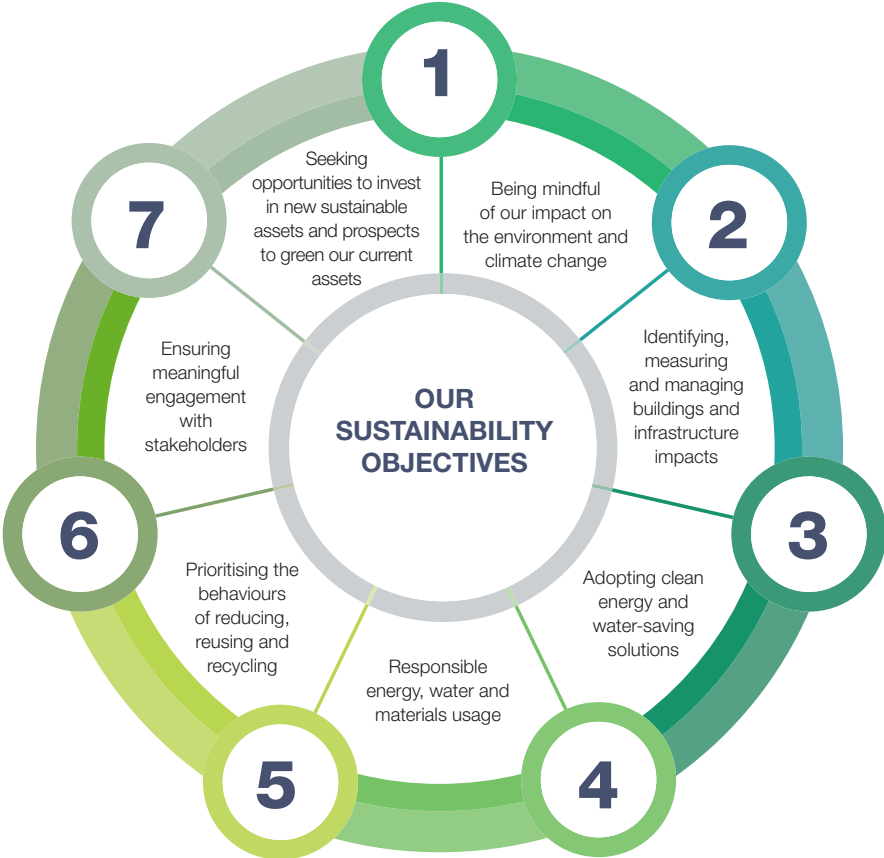 OUR
SUSTAINABILITY
OBJECTIVES
1
Being mindful
of our impact on
the environment and
climate change
2
Identifying,
measuring
and managing
buildings and
infrastructure
impacts
3
Adopting clean
energy and
water-saving
solutions
4
Responsible
energy, water and
materials usage
5
Prioritising the
behaviours
of reducing,
reusing and
recycling
6
Ensuring
meaningful
engagement
with
stakeholders
7
Seeking
opportunities to invest
in new sustainable
assets and prospects
to green our current
assets